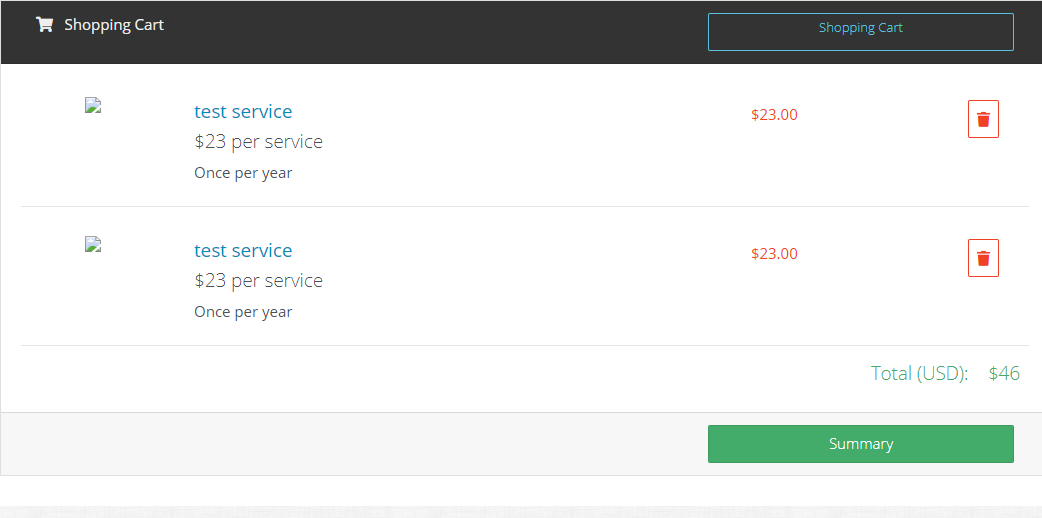 Shopping Cart
Shopping Cart
test service
$23.00
$23 per service
Once per year
test service
$23.00
$23 per service
Once per year
Total (USD): $46
Summary